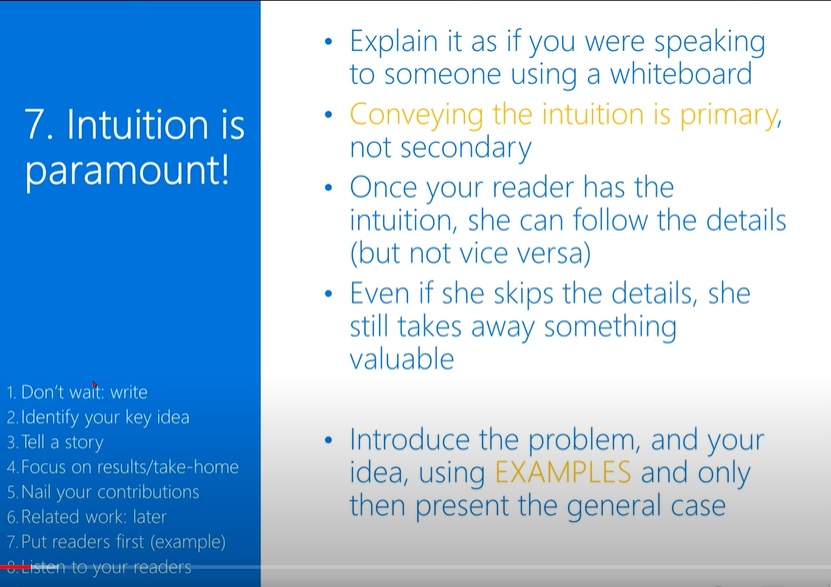 7. Intuition is
paramount!
1. Don't wait: write
2. Identify your key idea
3. Tell a story
4. Focus on results/take-home
5. Nail your contributions
6. Related work: later
7. Put readers first (example)
8. Listen to your readers
• Explain it as if you were speaking
to someone using a whiteboard
• Conveying the intuition is primary,
not secondary
• Once your reader has the
intuition, she can follow the details
(but not vice versa)
• Even if she skips the details, she
still takes away something
valuable
• Introduce the problem, and your
idea, using EXAMPLES and only
then present the general case